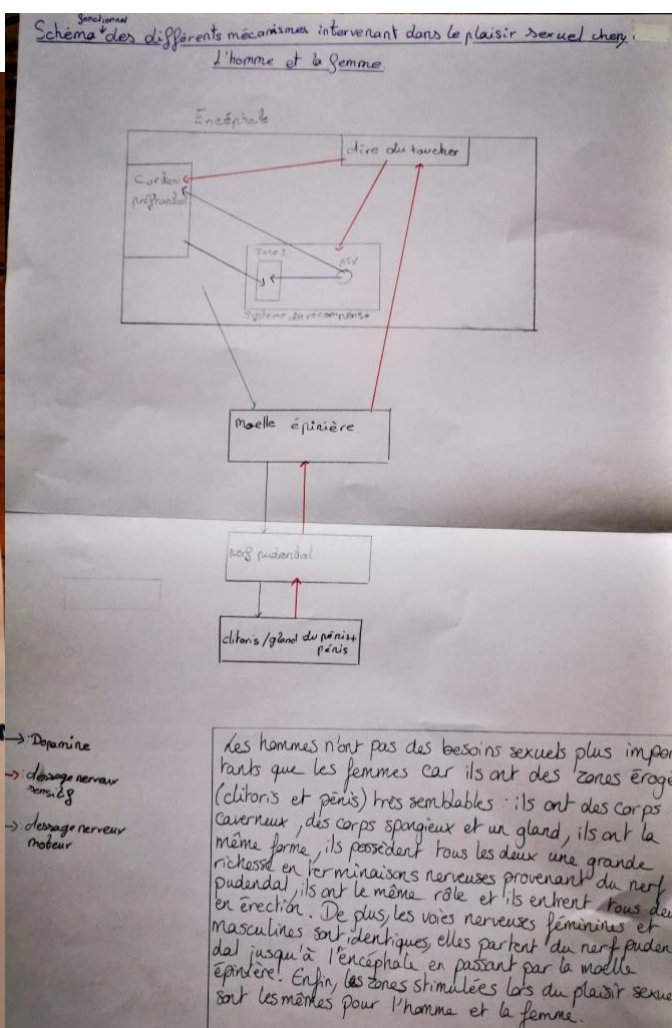 fonctionnel
Schéma des différents mécanismes intervenant dans le plaisir sexuel chez
l'homme et la femme.
Encéphale
Aire du toucher
Cortex
préfrontal
Zone 1
ATV
Système de récompense
Moelle épinière
nerf pudendal
clitoris/gland du pénis+
pénis
→: Dopamine
→: Message nerveux
sensitif
→: Message nerveux
moteur
Les hommes n'ont pas des besoins sexuels plus impor
tants que les femmes car ils ont des zones érogè
(clitoris et pénis) très semblables : ils ont des corps
caverneux, des corps spongieux et un gland, ils ont la
même forme, ils possèdent tous les deux une grande
richesse en terminaisons nerveuses provenant du nerf
pudendal, ils ont le même rôle et ils entrent tous deu
en érection. De plus, les voies nerveuses féminines et
masculines sont identiques, elles partent du nerf puden
dal jusqu'à l'encéphale en passant par la moelle
épinière. Enfin, les zones stimulées lors du plaisir sexue
sont les mêmes pour l'homme et la femme.